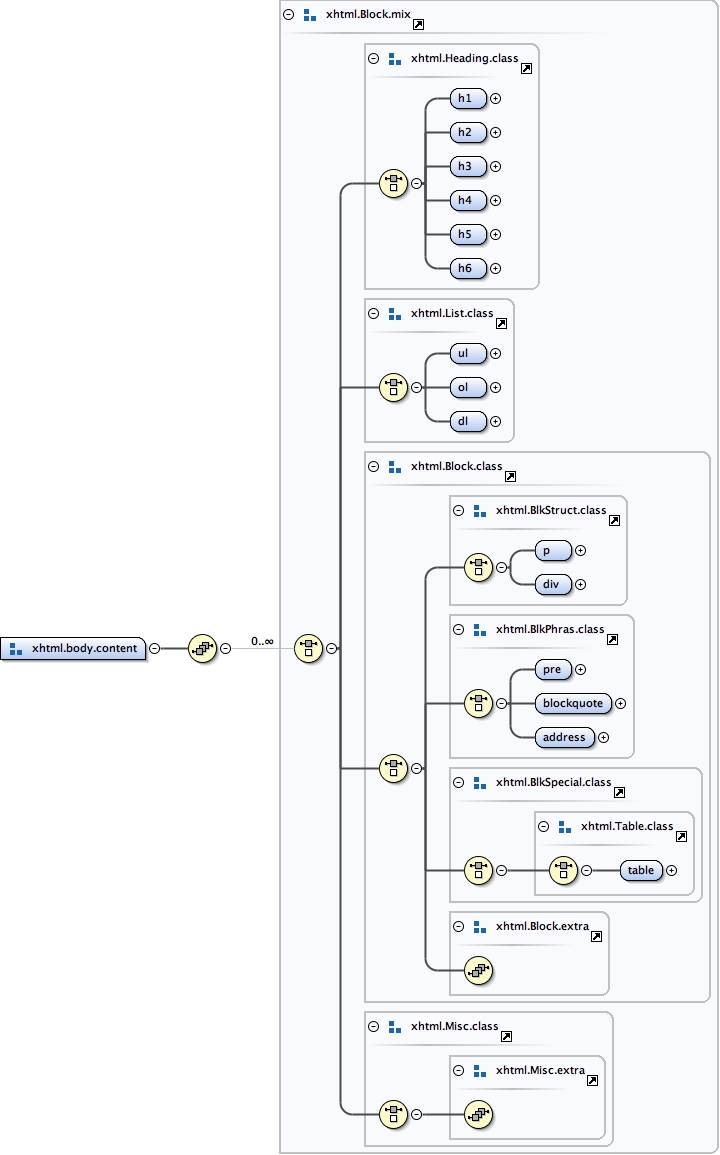 xhtml.Block.mix
xhtml.Heading.class
h1
h2
h3
h4
h5
h6
xhtml.List.class
ul
ol
dl
xhtml.Block.class
xhtml.BlkStruct.class
p
div
xhtml.BlkPhras.class
xhtml.body.content
0..∞
pre
blockquote
address
xhtml.BlkSpecial.class
xhtml.Table.class
table
xhtml.Block.extra
xhtml.Misc.class
xhtml.Misc.extra